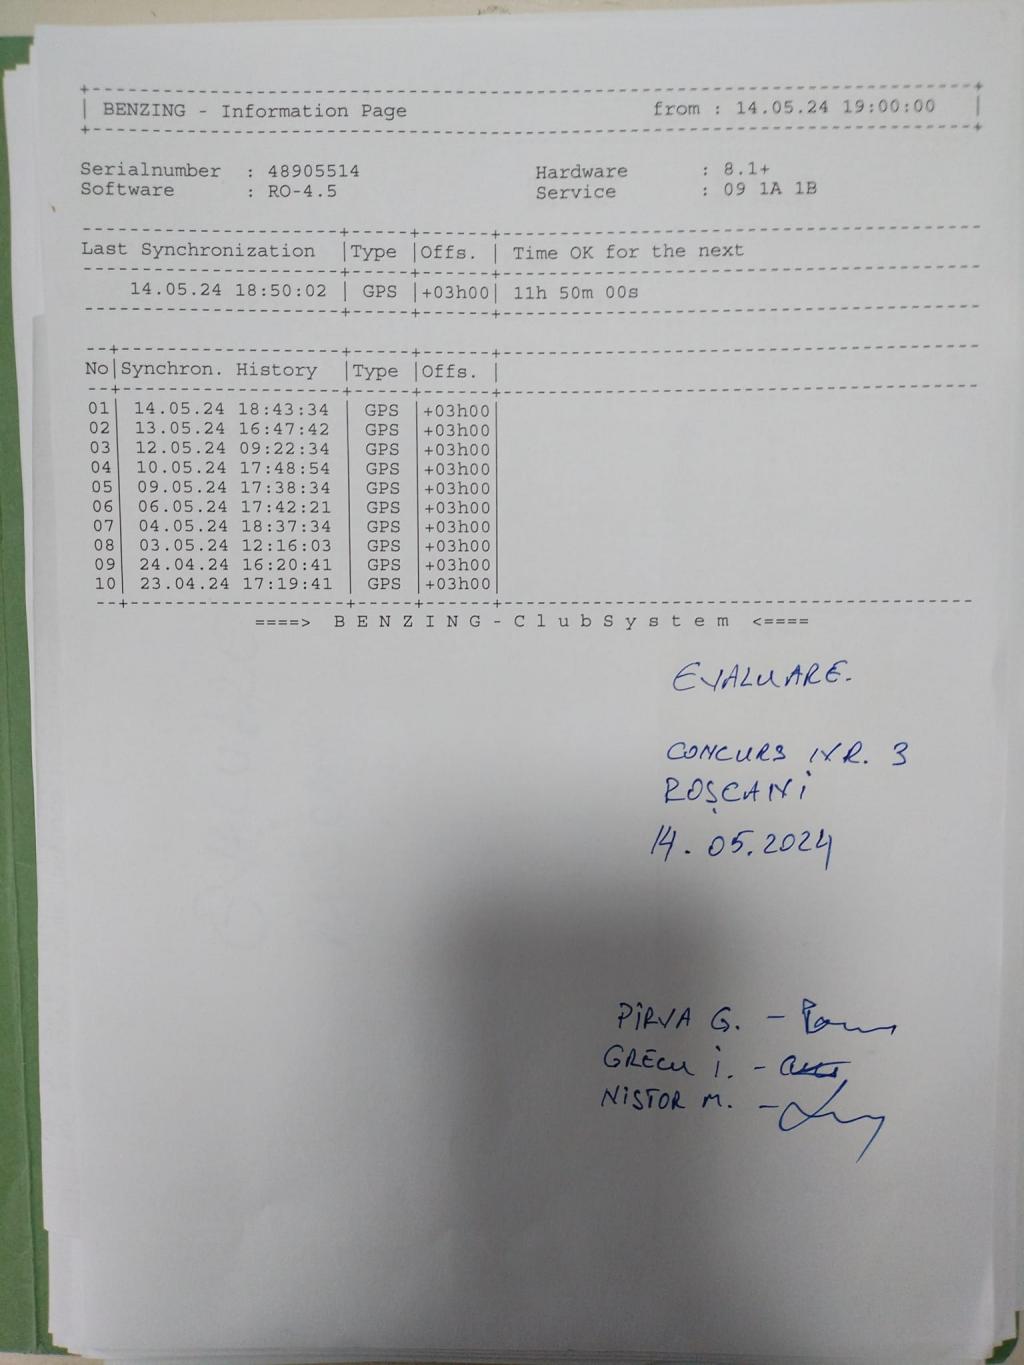 BENZING - Information Page from : 14.05.24 19:00:00
Serialnumber : 48905514 Hardware : 8.1+
Software : RO-4.5 Service : 09 1A 1B
Last Synchronization |Type |Offs. | Time OK for the next
14.05.24 18:50:02 | GPS |+03h00| 11h 50m 00s
No|Synchron. History |Type |Offs. |
01| 14.05.24 18:43:34 | GPS |+03h00|
02| 13.05.24 16:47:42 | GPS |+03h00|
03| 12.05.24 09:22:34 | GPS |+03h00|
04| 10.05.24 17:48:54 | GPS |+03h00|
05| 09.05.24 17:38:34 | GPS |+03h00|
06| 06.05.24 17:42:21 | GPS |+03h00|
07| 04.05.24 18:37:34 | GPS |+03h00|
08| 03.05.24 12:16:03 | GPS |+03h00|
09| 24.04.24 16:20:41 | GPS |+03h00|
10| 23.04.24 17:19:41 | GPS |+03h00|
====> B E N Z I N G - C l u b S y s t e m <====
EVALUARE.
CONCURS NR. 3
ROȘCANI
14.05.2024
PIRVA G. -
GRECU I. -
NISTOR M. -